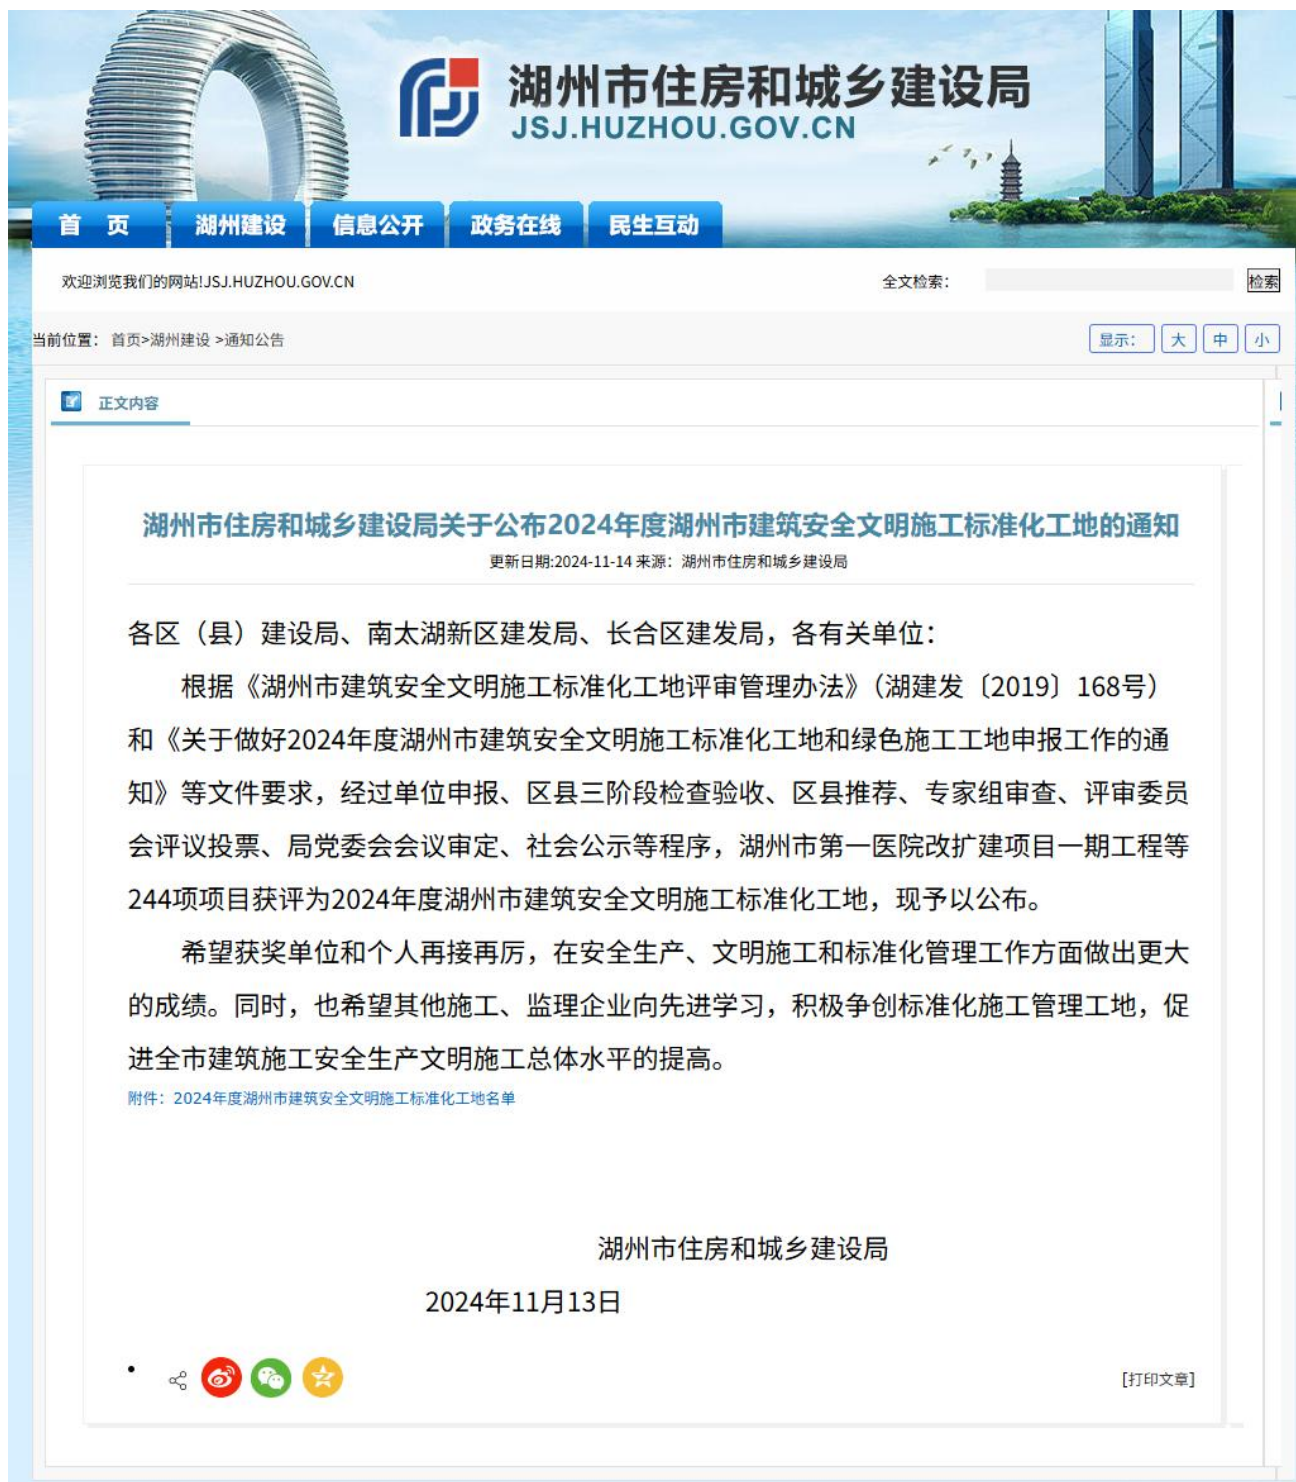 湖州市住房和城乡建设局
JSJ.HUZHOU.GOV.CN
首 页 湖州建设 信息公开 政务在线 民生互动
欢迎浏览我们的网站!JSJ.HUZHOU.GOV.CN 全文检索： 检索
当前位置： 首页>湖州建设 >通知公告 显示： 大 中 小
正文内容
湖州市住房和城乡建设局关于公布2024年度湖州市建筑安全文明施工标准化工地的通知
更新日期:2024-11-14 来源：湖州市住房和城乡建设局
各区（县）建设局、南太湖新区建发局、长合区建发局，各有关单位：
根据《湖州市建筑安全文明施工标准化工地评审管理办法》（湖建发〔2019〕168号）
和《关于做好2024年度湖州市建筑安全文明施工标准化工地和绿色施工工地申报工作的通
知》等文件要求，经过单位申报、区县三阶段检查验收、区县推荐、专家组审查、评审委员
会评议投票、局党委会会议审定、社会公示等程序，湖州市第一医院改扩建项目一期工程等
244项项目获评为2024年度湖州市建筑安全文明施工标准化工地，现予以公布。
希望获奖单位和个人再接再厉，在安全生产、文明施工和标准化管理工作方面做出更大
的成绩。同时，也希望其他施工、监理企业向先进学习，积极争创标准化施工管理工地，促
进全市建筑施工安全生产文明施工总体水平的提高。
附件：2024年度湖州市建筑安全文明施工标准化工地名单
湖州市住房和城乡建设局
2024年11月13日
[打印文章]